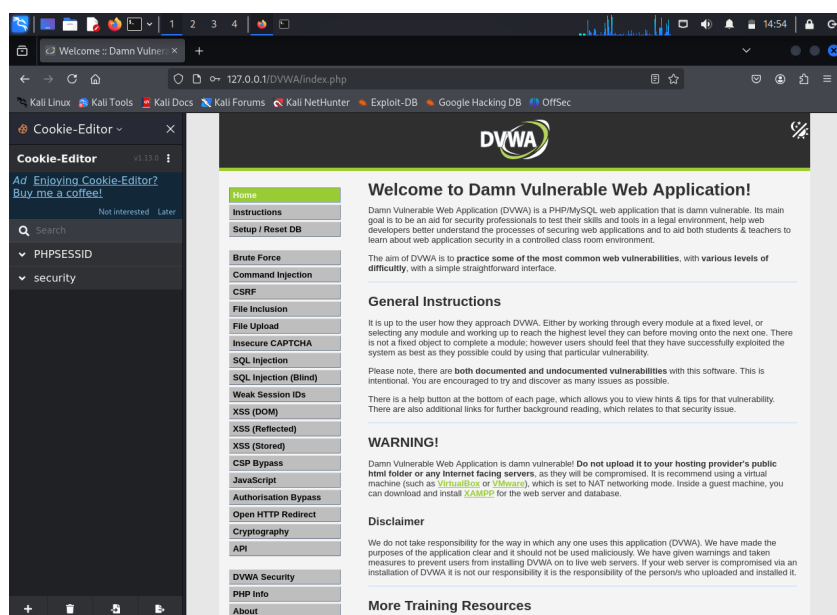 1 2 3 4
14:54
Welcome :: Damn Vulner
127.0.0.1/DVWA/index.php
Kali Linux Kali Tools Kali Docs Kali Forums Kali NetHunter Exploit-DB Google Hacking DB OffSec
Cookie-Editor
Cookie-Editor v1.13.0
Ad Enjoying Cookie-Editor?
Buy me a coffee!
Not interested Later
Search
PHPSESSID
security
DVWA
Home
Instructions
Setup / Reset DB
Brute Force
Command Injection
CSRF
File Inclusion
File Upload
Insecure CAPTCHA
SQL Injection
SQL Injection (Blind)
Weak Session IDs
XSS (DOM)
XSS (Reflected)
XSS (Stored)
CSP Bypass
JavaScript
Authorisation Bypass
Open HTTP Redirect
Cryptography
API
DVWA Security
PHP Info
About
Welcome to Damn Vulnerable Web Application!
Damn Vulnerable Web Application (DVWA) is a PHP/MySQL web application that is damn vulnerable. Its main
goal is to be an aid for security professionals to test their skills and tools in a legal environment, help web
developers better understand the processes of securing web applications and to aid both students & teachers to
learn about web application security in a controlled class room environment.
The aim of DVWA is to practice some of the most common web vulnerabilities, with various levels of
difficultly, with a simple straightforward interface.
General Instructions
It is up to the user how they approach DVWA. Either by working through every module at a fixed level, or
selecting any module and working up to reach the highest level they can before moving onto the next one. There
is not a fixed object to complete a module; however users should feel that they have successfully exploited the
system as best as they possible could by using that particular vulnerability.
Please note, there are both documented and undocumented vulnerabilities with this software. This is
intentional. You are encouraged to try and discover as many issues as possible.
There is a help button at the bottom of each page, which allows you to view hints & tips for that vulnerability.
There are also additional links for further background reading, which relates to that security issue.
WARNING!
Damn Vulnerable Web Application is damn vulnerable! Do not upload it to your hosting provider's public
html folder or any Internet facing servers, as they will be compromised. It is recommend using a virtual
machine (such as VirtualBox or VMware), which is set to NAT networking mode. Inside a guest machine, you
can download and install XAMPP for the web server and database.
Disclaimer
We do not take responsibility for the way in which any one uses this application (DVWA). We have made the
purposes of the application clear and it should not be used maliciously. We have given warnings and taken
measures to prevent users from installing DVWA on to live web servers. If your web server is compromised via an
installation of DVWA it is not our responsibility it is the responsibility of the person/s who uploaded and installed it.
More Training Resources